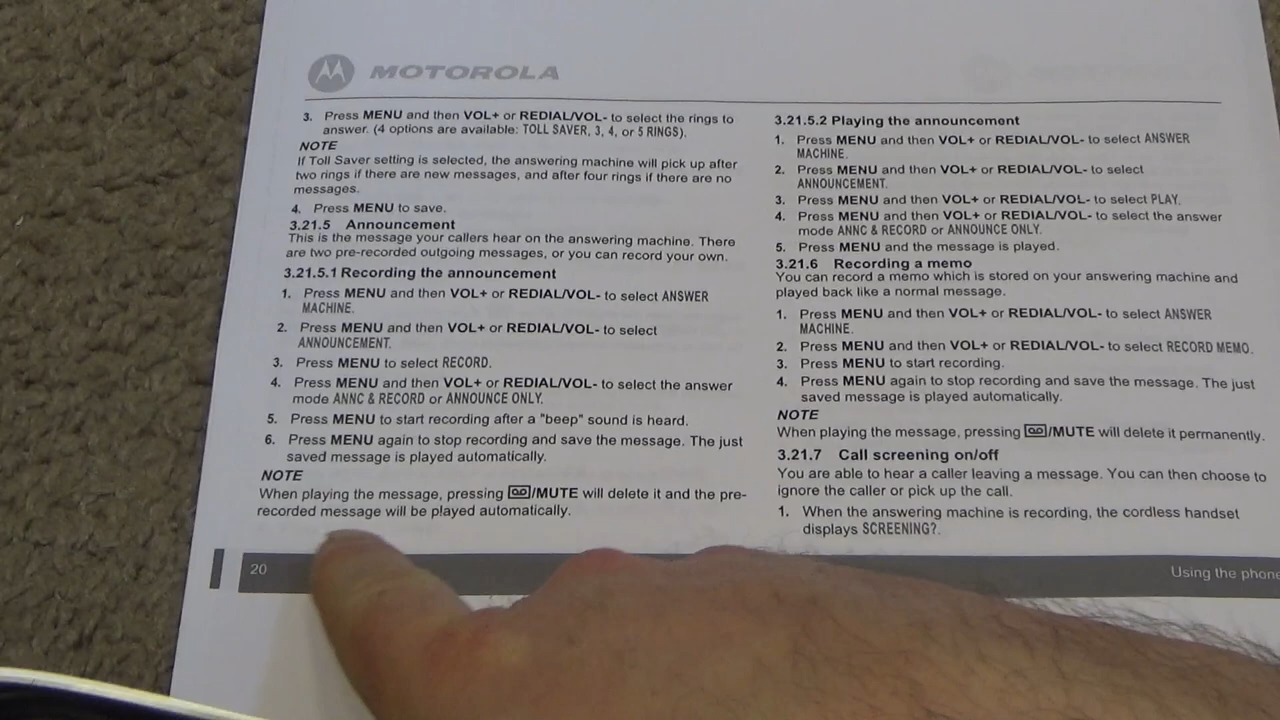 MOTOROLA
3. Press MENU and then VOL+ or REDIAL/VOL- to select the rings to
answer. (4 options are available: TOLL SAVER, 3, 4, or 5 RINGS).
NOTE
If Toll Saver setting is selected, the answering machine will pick up after
two rings if there are new messages, and after four rings if there are no
messages.
4. Press MENU to save.
3.21.5 Announcement
This is the message your callers hear on the answering machine. There
are two pre-recorded outgoing messages, or you can record your own.
3.21.5.1 Recording the announcement
1. Press MENU and then VOL+ or REDIAL/VOL- to select ANSWER
MACHINE.
2. Press MENU and then VOL+ or REDIAL/VOL- to select
ANNOUNCEMENT.
3. Press MENU to select RECORD.
4. Press MENU and then VOL+ or REDIAL/VOL- to select the answer
mode ANNC & RECORD or ANNOUNCE ONLY.
5. Press MENU to start recording after a "beep" sound is heard.
6. Press MENU again to stop recording and save the message. The just
saved message is played automatically.
NOTE
When playing the message, pressing /MUTE will delete it and the pre-
recorded message will be played automatically.
3.21.5.2 Playing the announcement
1. Press MENU and then VOL+ or REDIAL/VOL- to select ANSWER
MACHINE.
2. Press MENU and then VOL+ or REDIAL/VOL- to select
ANNOUNCEMENT.
3. Press MENU and then VOL+ or REDIAL/VOL- to select PLAY.
4. Press MENU and then VOL+ or REDIAL/VOL- to select the answer
mode ANNC & RECORD or ANNOUNCE ONLY.
5. Press MENU and the message is played.
3.21.6 Recording a memo
You can record a memo which is stored on your answering machine and
played back like a normal message.
1. Press MENU and then VOL+ or REDIAL/VOL- to select ANSWER
MACHINE.
2. Press MENU and then VOL+ or REDIAL/VOL- to select RECORD MEMO.
3. Press MENU to start recording.
4. Press MENU again to stop recording and save the message. The just
saved message is played automatically.
NOTE
When playing the message, pressing /MUTE will delete it permanently.
3.21.7 Call screening on/off
You are able to hear a caller leaving a message. You can then choose to
ignore the caller or pick up the call.
1. When the answering machine is recording, the cordless handset
displays SCREENING?.
20
Using the phone